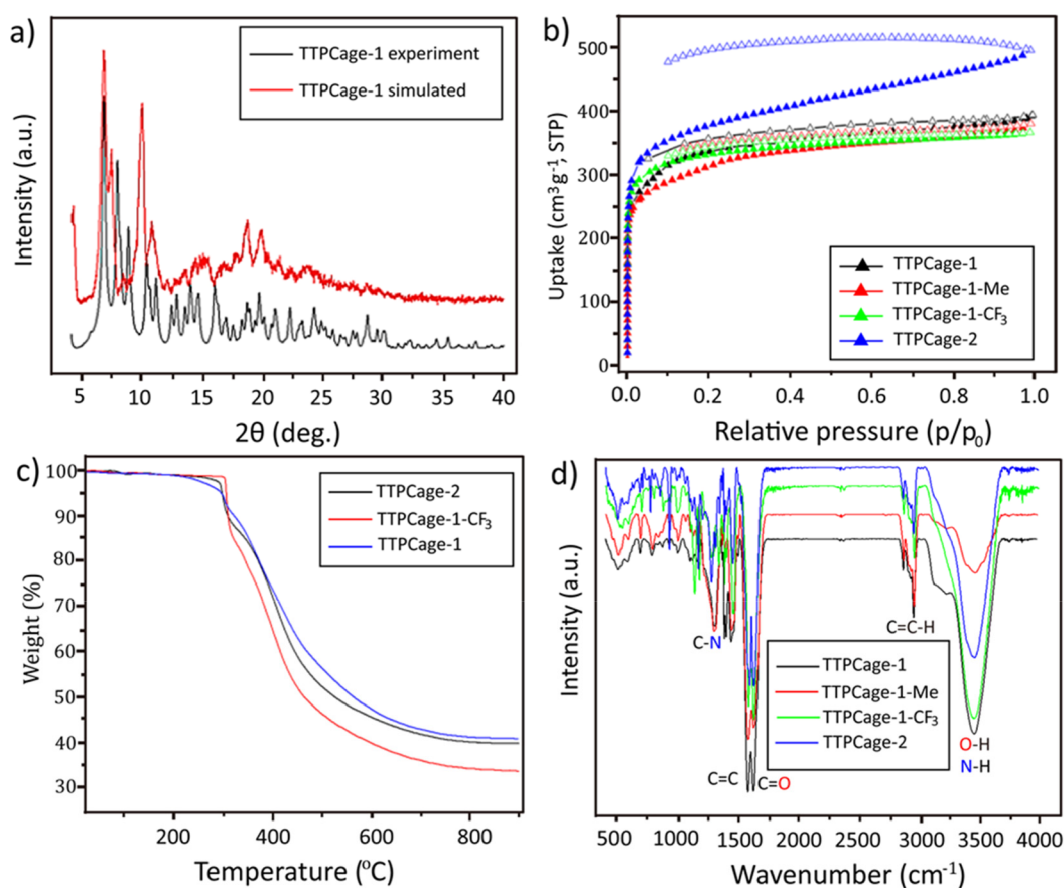 a)
TTPCage-1 experiment
TTPCage-1 simulated
Intensity (a.u.)
5 10 15 20 25 30 35 40
2θ (deg.)
b)
500
400
300
200
100
0
Uptake (cm³ g⁻¹, STP)
TTPCage-1
TTPCage-1-Me
TTPCage-1-CF₃
TTPCage-2
0.0 0.2 0.4 0.6 0.8 1.0
Relative pressure (p/p₀)
c)
100
90
80
70
60
50
40
30
Weight (%)
TTPCage-2
TTPCage-1-CF₃
TTPCage-1
200 400 600 800
Temperature (ºC)
d)
Intensity (a.u.)
C-N
C=C-H
TTPCage-1
TTPCage-1-Me
TTPCage-1-CF₃
TTPCage-2
O-H
N-H
C=C
C=O
500 1000 1500 2000 2500 3000 3500 4000
Wavenumber (cm⁻¹)